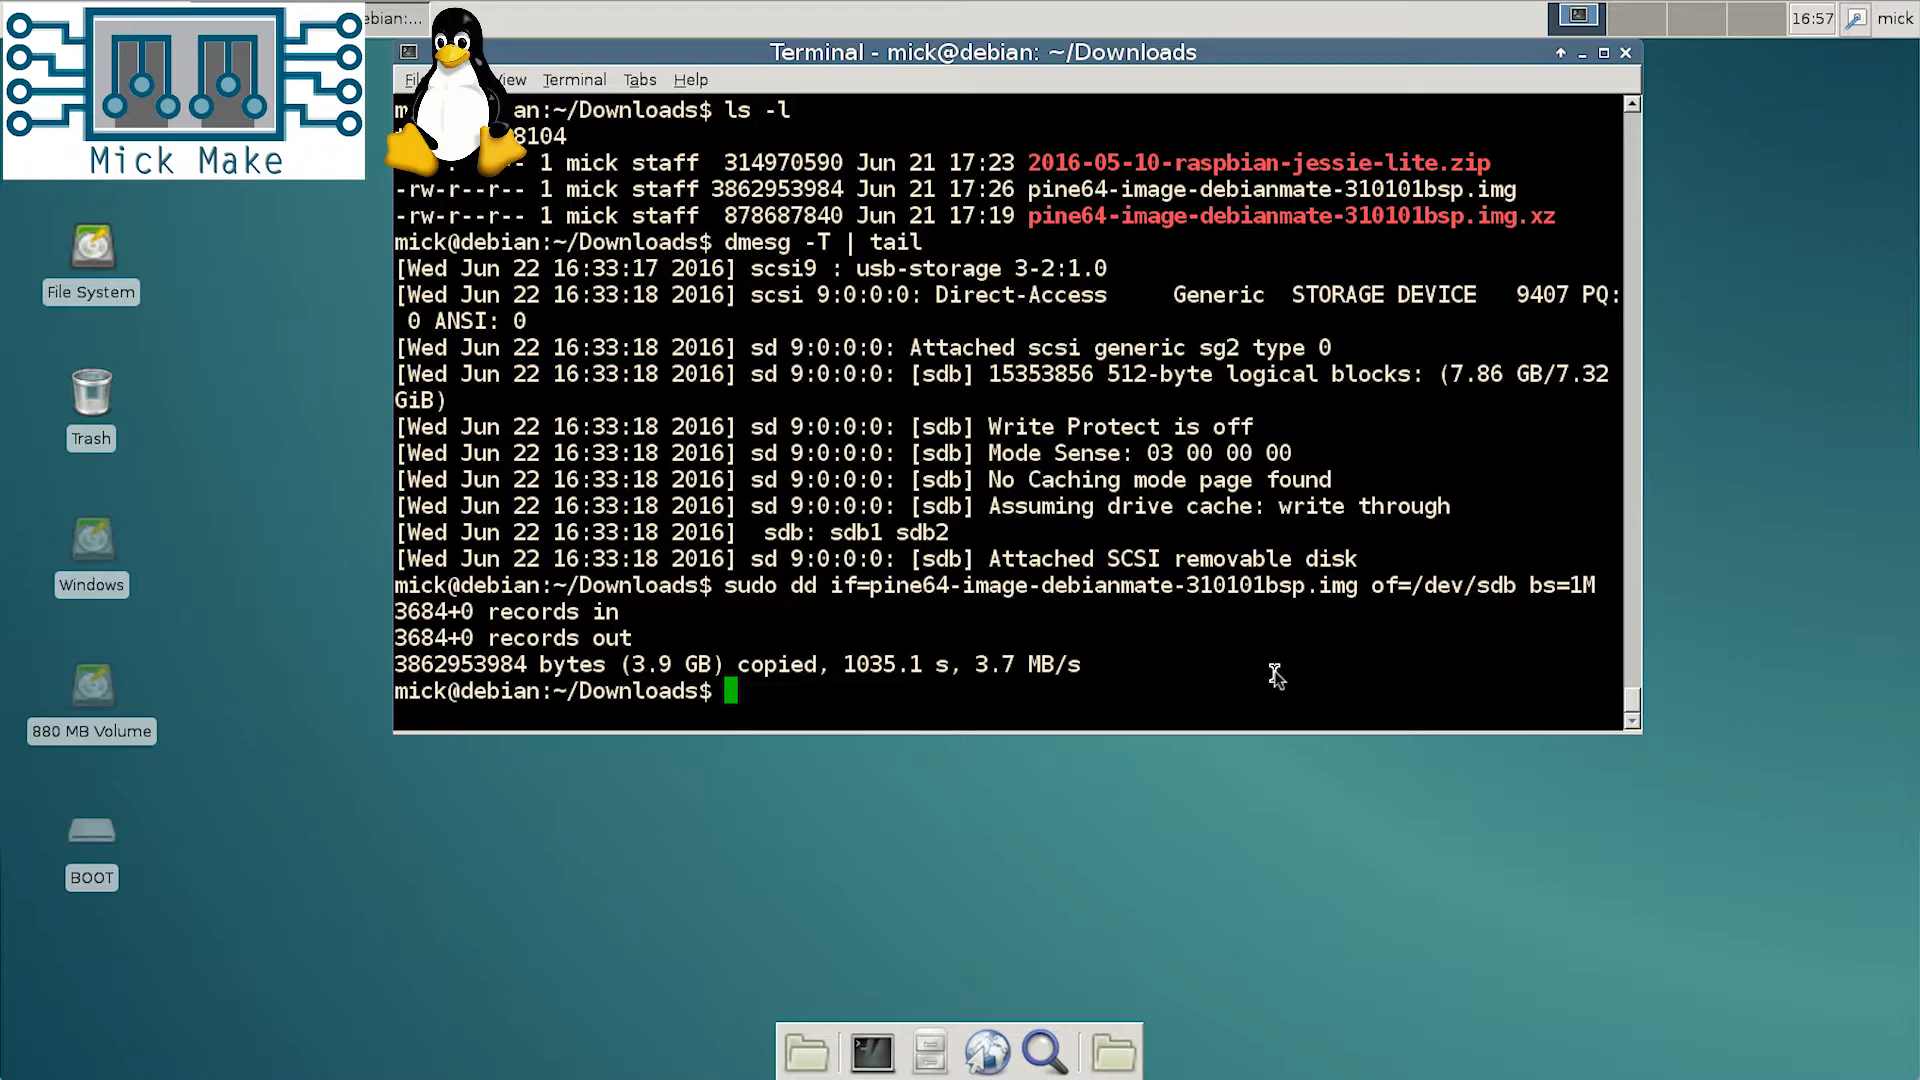 ebian:...
16:57
mick
Mick Make
Terminal - mick@debian: ~/Downloads
View Terminal Tabs Help
an:~/Downloads$ ls -l
8104
1 mick staff 314970590 Jun 21 17:23 2016-05-10-raspbian-jessie-lite.zip
-rw-r--r-- 1 mick staff 3862953984 Jun 21 17:26 pine64-image-debianmate-310101bsp.img
-rw-r--r-- 1 mick staff 878687840 Jun 21 17:19 pine64-image-debianmate-310101bsp.img.xz
mick@debian:~/Downloads$ dmesg -T | tail
[Wed Jun 22 16:33:17 2016] scsi9 : usb-storage 3-2:1.0
[Wed Jun 22 16:33:18 2016] scsi 9:0:0:0: Direct-Access Generic STORAGE DEVICE 9407 PQ:
0 ANSI: 0
[Wed Jun 22 16:33:18 2016] sd 9:0:0:0: Attached scsi generic sg2 type 0
[Wed Jun 22 16:33:18 2016] sd 9:0:0:0: [sdb] 15353856 512-byte logical blocks: (7.86 GB/7.32
GiB)
[Wed Jun 22 16:33:18 2016] sd 9:0:0:0: [sdb] Write Protect is off
[Wed Jun 22 16:33:18 2016] sd 9:0:0:0: [sdb] Mode Sense: 03 00 00 00
[Wed Jun 22 16:33:18 2016] sd 9:0:0:0: [sdb] No Caching mode page found
[Wed Jun 22 16:33:18 2016] sd 9:0:0:0: [sdb] Assuming drive cache: write through
[Wed Jun 22 16:33:18 2016] sdb: sdb1 sdb2
[Wed Jun 22 16:33:18 2016] sd 9:0:0:0: [sdb] Attached SCSI removable disk
mick@debian:~/Downloads$ sudo dd if=pine64-image-debianmate-310101bsp.img of=/dev/sdb bs=1M
3684+0 records in
3684+0 records out
3862953984 bytes (3.9 GB) copied, 1035.1 s, 3.7 MB/s
mick@debian:~/Downloads$
File System
Trash
Windows
880 MB Volume
BOOT